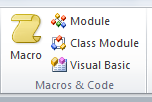 Module
Class Module
Visual Basic
Macro
Macros & Code